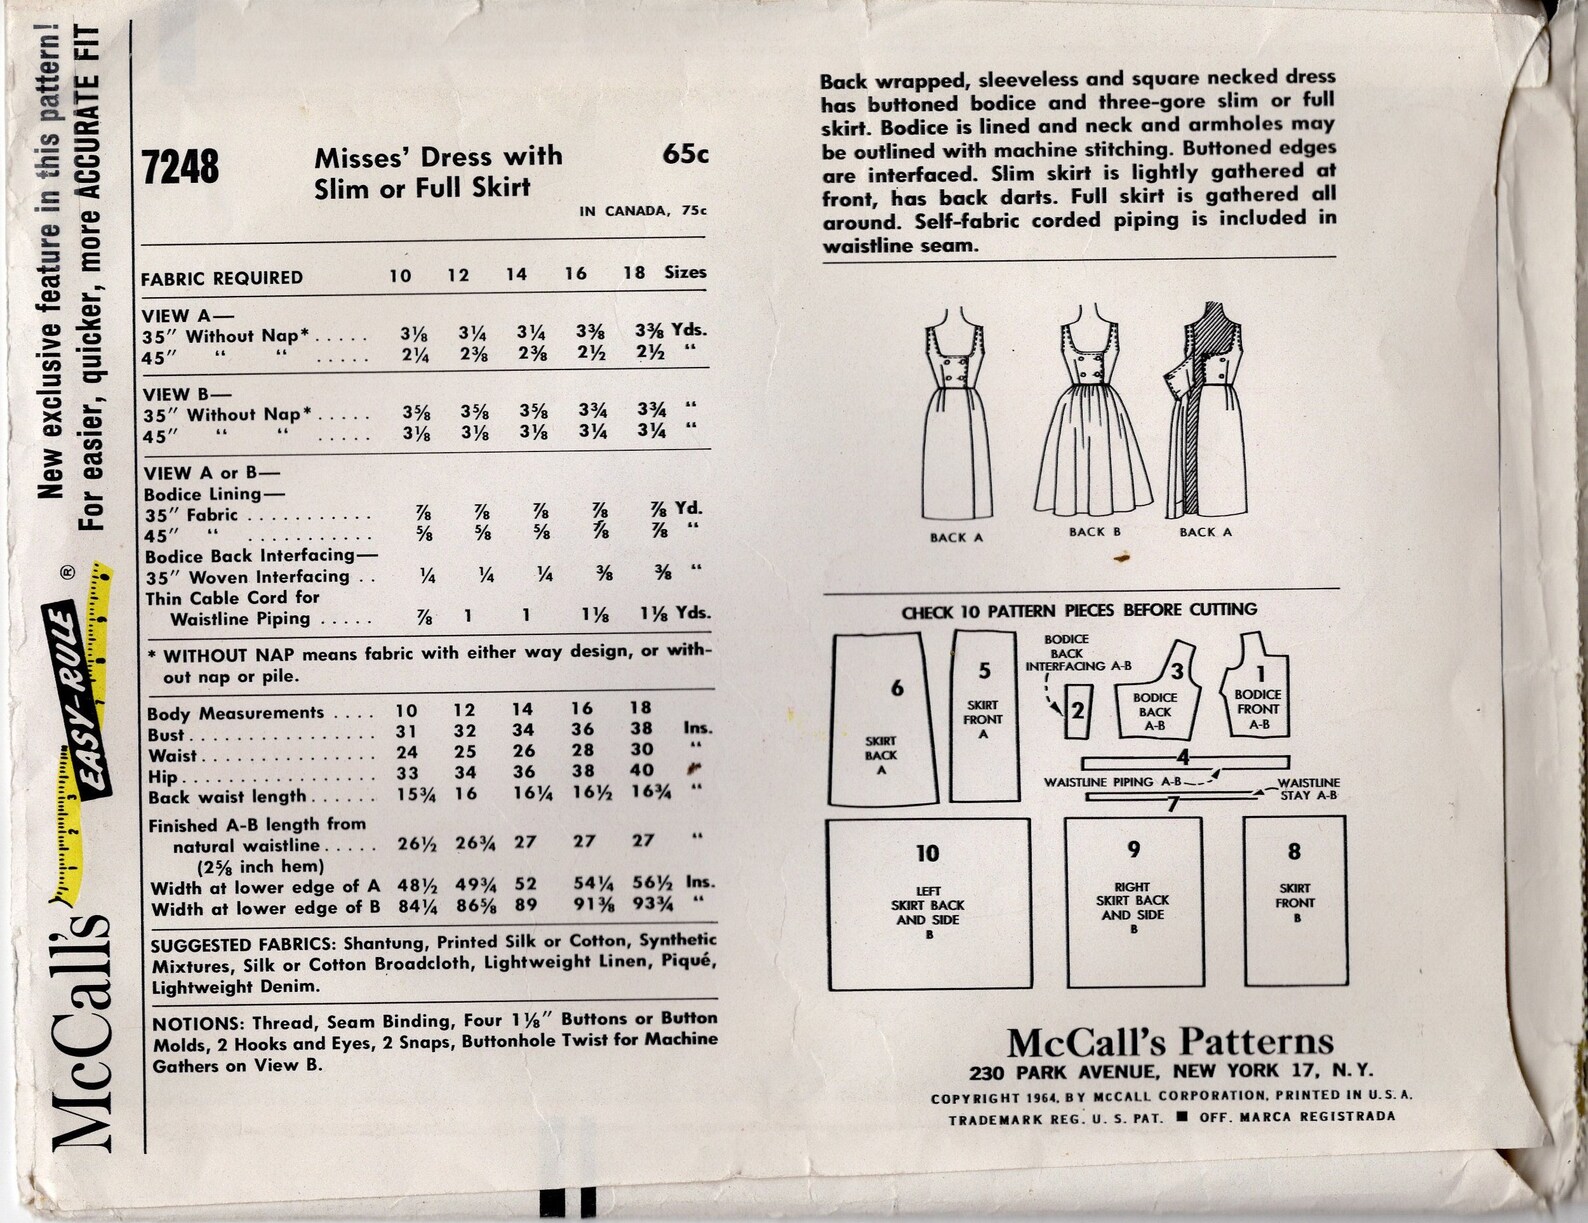 New exclusive feature in this pattern!
For easier, quicker, more ACCURATE FIT
EASY-RULE ®
1 2 3 7 8 9
McCall's
7248 Misses' Dress with 65c
Slim or Full Skirt
IN CANADA, 75c
FABRIC REQUIRED 10 12 14 16 18 Sizes
VIEW A—
35" Without Nap* ..... 3⅛ 3¼ 3¼ 3⅜ 3⅜ Yds.
45" " " ..... 2¼ 2⅜ 2⅜ 2½ 2½ "
VIEW B—
35" Without Nap* ..... 3⅝ 3⅝ 3⅝ 3¾ 3¾ "
45" " " ..... 3⅛ 3⅛ 3⅛ 3¼ 3¼ "
VIEW A or B—
Bodice Lining—
35" Fabric ........... ⅞ ⅞ ⅞ ⅞ ⅞ Yd.
45" " ........... ⅝ ⅝ ⅝ ⅞ ⅞ "
Bodice Back Interfacing—
35" Woven Interfacing .. ¼ ¼ ¼ ⅜ ⅜ "
Thin Cable Cord for
Waistline Piping ..... ⅞ 1 1 1⅛ 1⅛ Yds.
* WITHOUT NAP means fabric with either way design, or with-
out nap or pile.
Body Measurements .... 10 12 14 16 18
Bust ................ 31 32 34 36 38 Ins.
Waist ................ 24 25 26 28 30 "
Hip ................. 33 34 36 38 40 "
Back waist length ...... 15¾ 16 16¼ 16½ 16¾ "
Finished A-B length from
natural waistline ..... 26½ 26¾ 27 27 27 "
(2⅝ inch hem)
Width at lower edge of A 48½ 49¾ 52 54¼ 56½ Ins.
Width at lower edge of B 84¼ 86⅝ 89 91⅜ 93¾ "
SUGGESTED FABRICS: Shantung, Printed Silk or Cotton, Synthetic
Mixtures, Silk or Cotton Broadcloth, Lightweight Linen, Piqué,
Lightweight Denim.
NOTIONS: Thread, Seam Binding, Four 1⅛" Buttons or Button
Molds, 2 Hooks and Eyes, 2 Snaps, Buttonhole Twist for Machine
Gathers on View B.
Back wrapped, sleeveless and square necked dress
has buttoned bodice and three-gore slim or full
skirt. Bodice is lined and neck and armholes may
be outlined with machine stitching. Buttoned edges
are interfaced. Slim skirt is lightly gathered at
front, has back darts. Full skirt is gathered all
around. Self-fabric corded piping is included in
waistline seam.
BACK A BACK B BACK A
CHECK 10 PATTERN PIECES BEFORE CUTTING
6
SKIRT
BACK
A
5
SKIRT
FRONT
A
BODICE
BACK
INTERFACING A-B
2
3
BODICE
BACK
A-B
1
BODICE
FRONT
A-B
4
WAISTLINE PIPING A-B
WAISTLINE
STAY A-B
7
10
LEFT
SKIRT BACK
AND SIDE
B
9
RIGHT
SKIRT BACK
AND SIDE
B
8
SKIRT
FRONT
B
McCall's Patterns
230 PARK AVENUE, NEW YORK 17, N.Y.
COPYRIGHT 1964, BY McCALL CORPORATION, PRINTED IN U.S.A.
TRADEMARK REG. U. S. PAT. ■ OFF. MARCA REGISTRADA